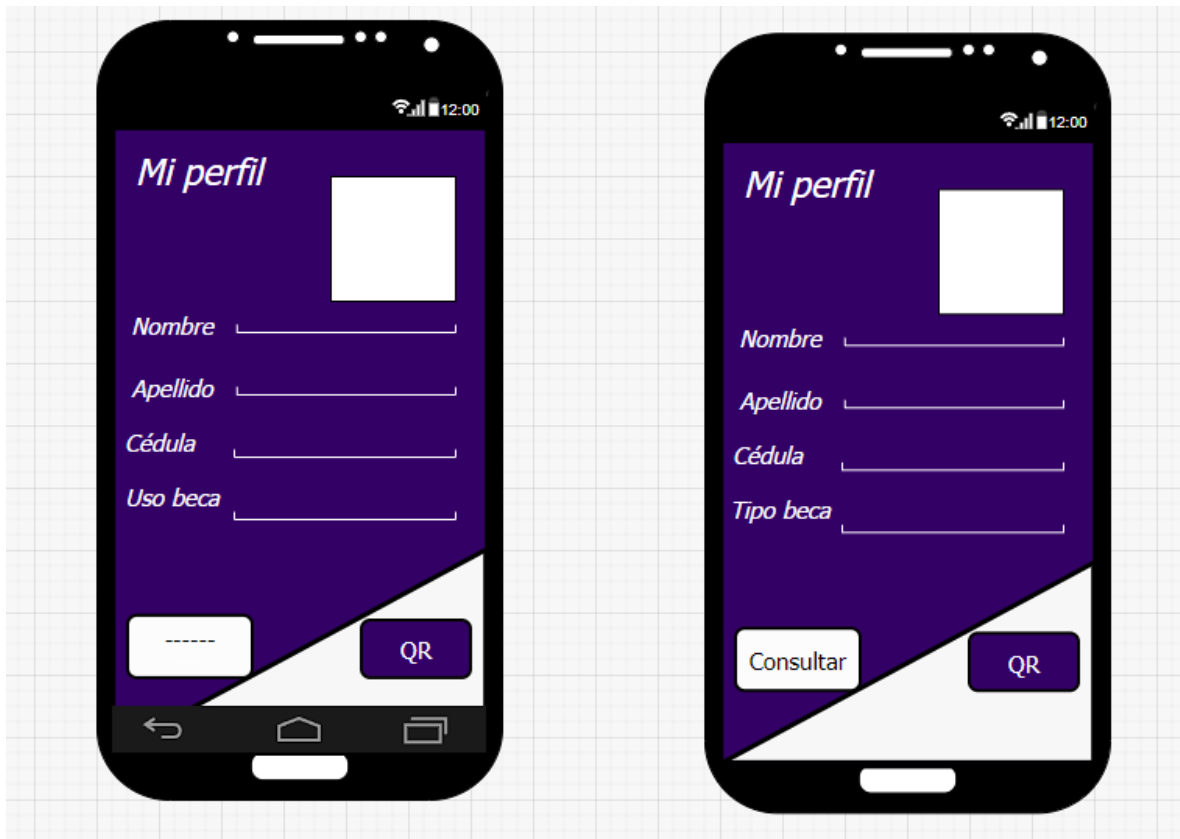 12:00
Mi perfil
Nombre
Apellido
Cédula
Uso beca
------
QR
12:00
Mi perfil
Nombre
Apellido
Cédula
Tipo beca
Consultar
QR